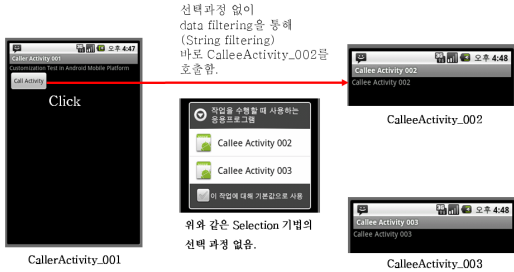 선택과정 없이
data filtering을 통해
(String filtering)
바로 CalleeActivity_002를
호출함.
오후 4:47
Caller Activity 001
Customization Test in Android Mobile Platform
Call Activity
Click
CallerActivity_001
작업을 수행할 때 사용하는
응용프로그램
Callee Activity 002
Callee Activity 003
이 작업에 대해 기본값으로 사용
위와 같은 Selection 기법의
선택 과정 없음.
오후 4:48
Callee Activity 002
Callee Activity 002
CalleeActivity_002
오후 4:48
Callee Activity 003
Callee Activity 003
CalleeActivity_003